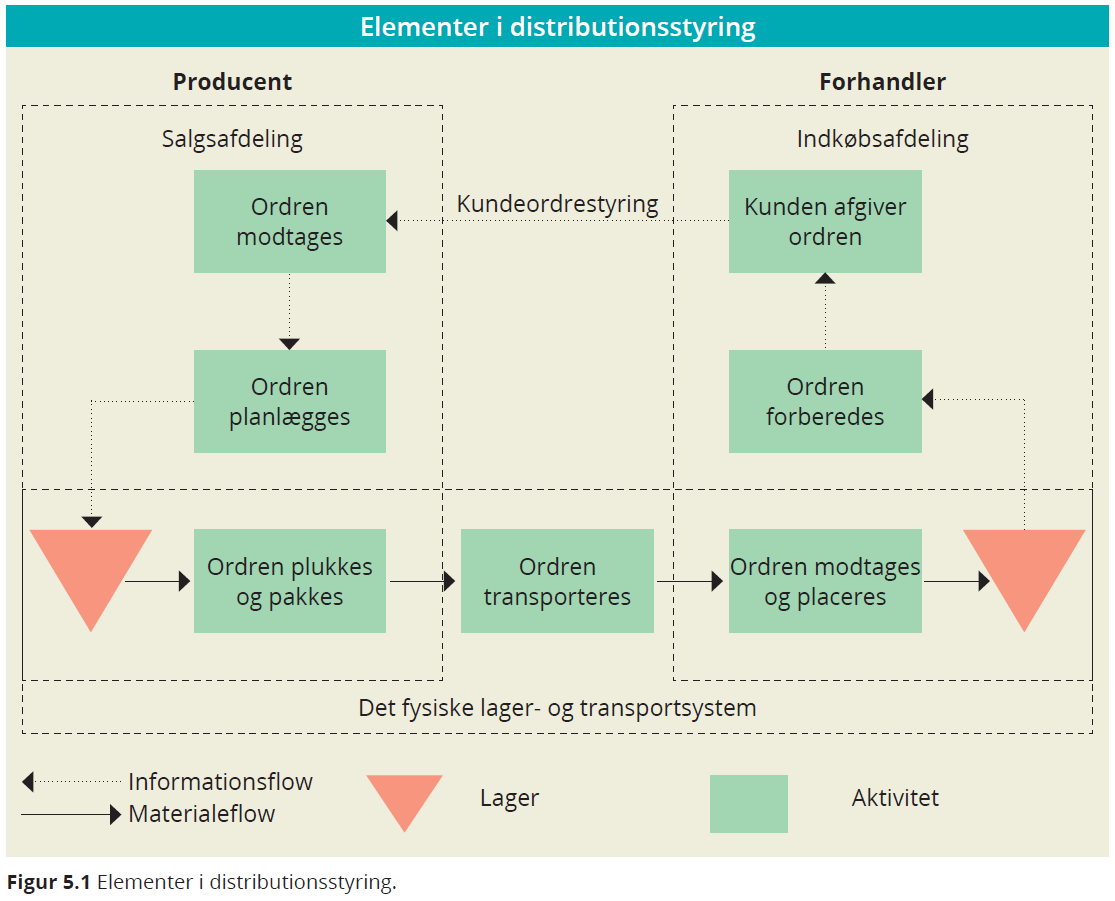 Elementer i distributionsstyring
Producent
Forhandler
Salgsafdeling
Indkøbsafdeling
Ordren
modtages
Kundeordrestyring
Kunden afgiver
ordren
Ordren
planlægges
Ordren
forberedes
Ordren plukkes
og pakkes
Ordren
transporteres
Ordren modtages
og placeres
Det fysiske lager- og transportsystem
Informationsflow
Materialeflow
Lager
Aktivitet
Figur 5.1 Elementer i distributionsstyring.